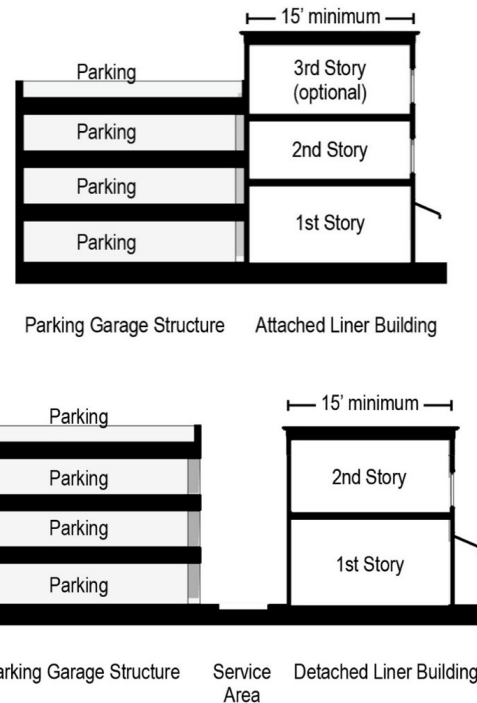 15’ minimum
Parking
3rd Story
(optional)
Parking
2nd Story
Parking
1st Story
Parking
Parking Garage Structure
Attached Liner Building
15’ minimum
Parking
Parking
2nd Story
Parking
1st Story
Parking
arking Garage Structure
Service
Area
Detached Liner Building